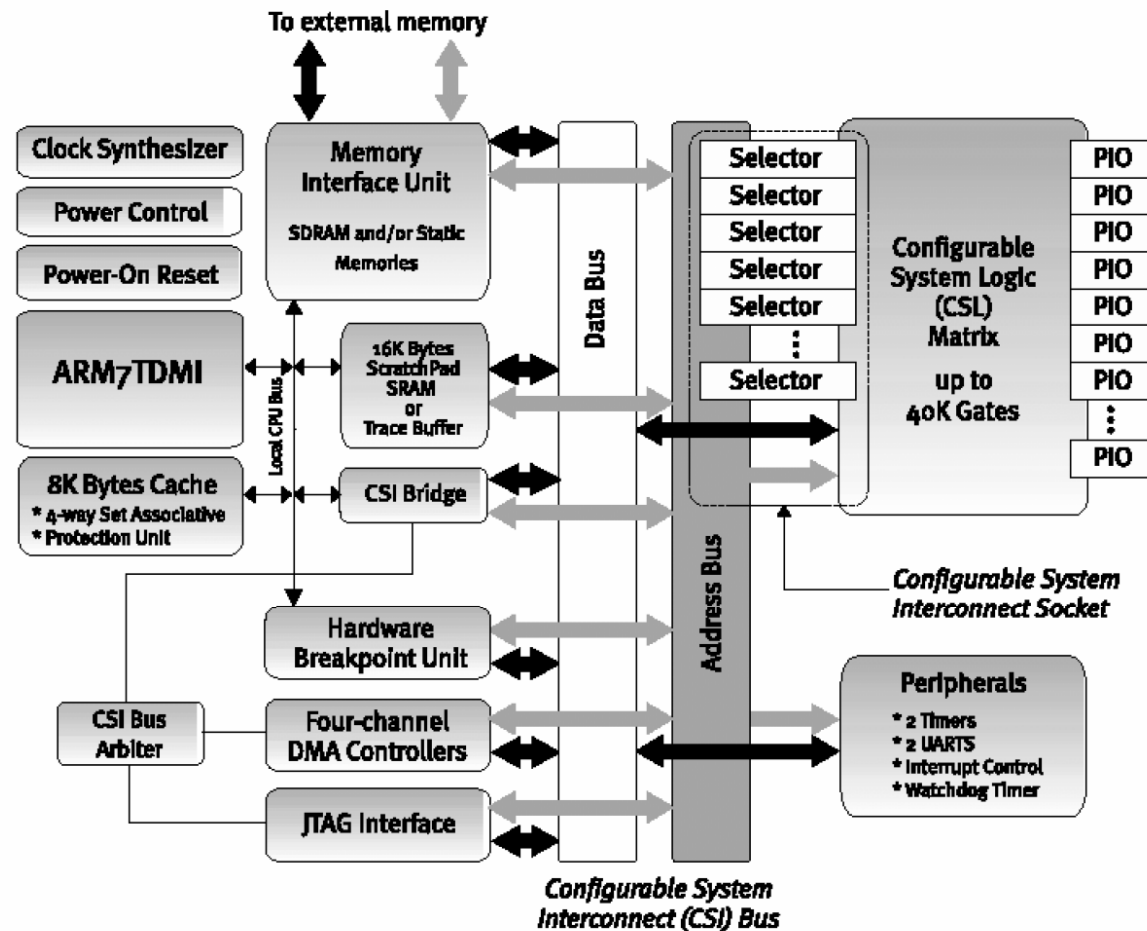 To external memory
Clock Synthesizer
Power Control
Power-On Reset
ARM7TDMI
8K Bytes Cache
* 4-way Set Associative
* Protection Unit
Memory
Interface Unit
SDRAM and/or Static
Memories
Local CPU Bus
16K Bytes
ScratchPad
SRAM
or
Trace Buffer
CSI Bridge
Hardware
Breakpoint Unit
CSI Bus
Arbiter
Four-channel
DMA Controllers
JTAG Interface
Data Bus
Address Bus
Configurable System
Interconnect (CSI) Bus
Selector
Selector
Selector
Selector
Selector
...
Selector
Configurable
System Logic
(CSL)
Matrix
up to
40K Gates
PIO
PIO
PIO
PIO
PIO
PIO
PIO
...
PIO
Configurable System
Interconnect Socket
Peripherals
* 2 Timers
* 2 UARTS
* Interrupt Control
* Watchdog Timer